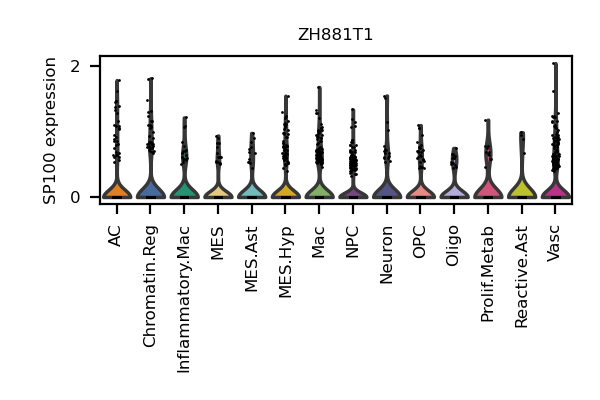 ZH881T1
SP100 expression
2
0
AC
Chromatin.Reg
Inflammatory.Mac
MES
MES.Ast
MES.Hyp
Mac
NPC
Neuron
OPC
Oligo
Prolif.Metab
Reactive.Ast
Vasc